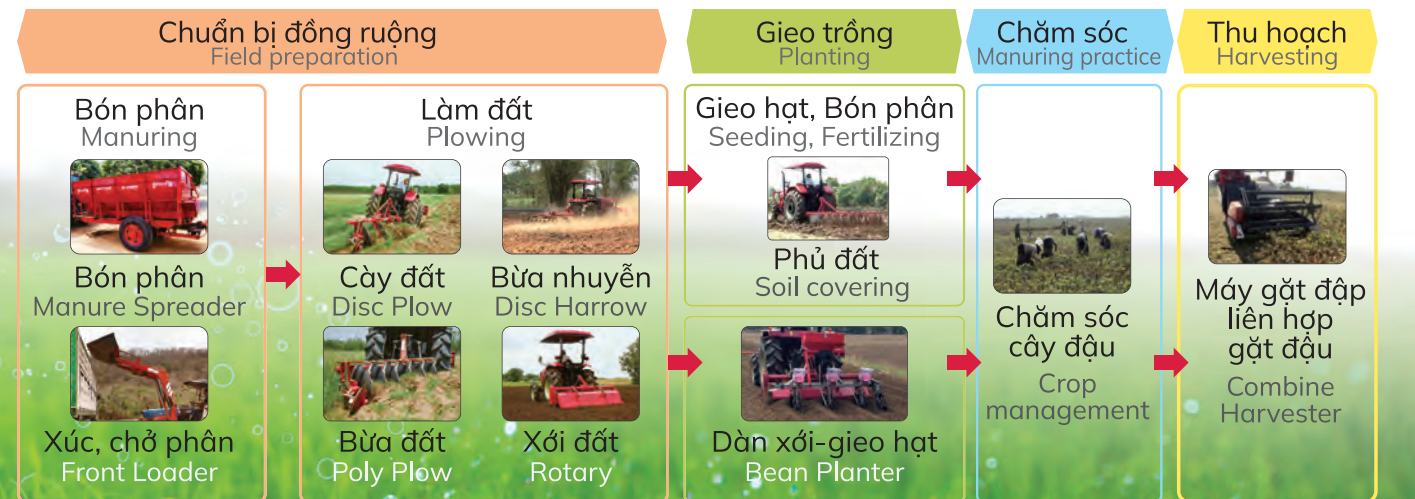 Chuẩn bị đồng ruộng
Field preparation
Gieo trồng
Planting
Chăm sóc
Manuring practice
Thu hoạch
Harvesting
Bón phân
Manuring
Bón phân
Manure Spreader
Xúc, chở phân
Front Loader
Làm đất
Plowing
Cày đất
Disc Plow
Bừa nhuyễn
Disc Harrow
Bừa đất
Poly Plow
Xới đất
Rotary
Gieo hạt, Bón phân
Seeding, Fertilizing
Phủ đất
Soil covering
Dàn xới-gieo hạt
Bean Planter
Chăm sóc
cây đậu
Crop
management
Máy gặt đập
liên hợp
gặt đậu
Combine
Harvester